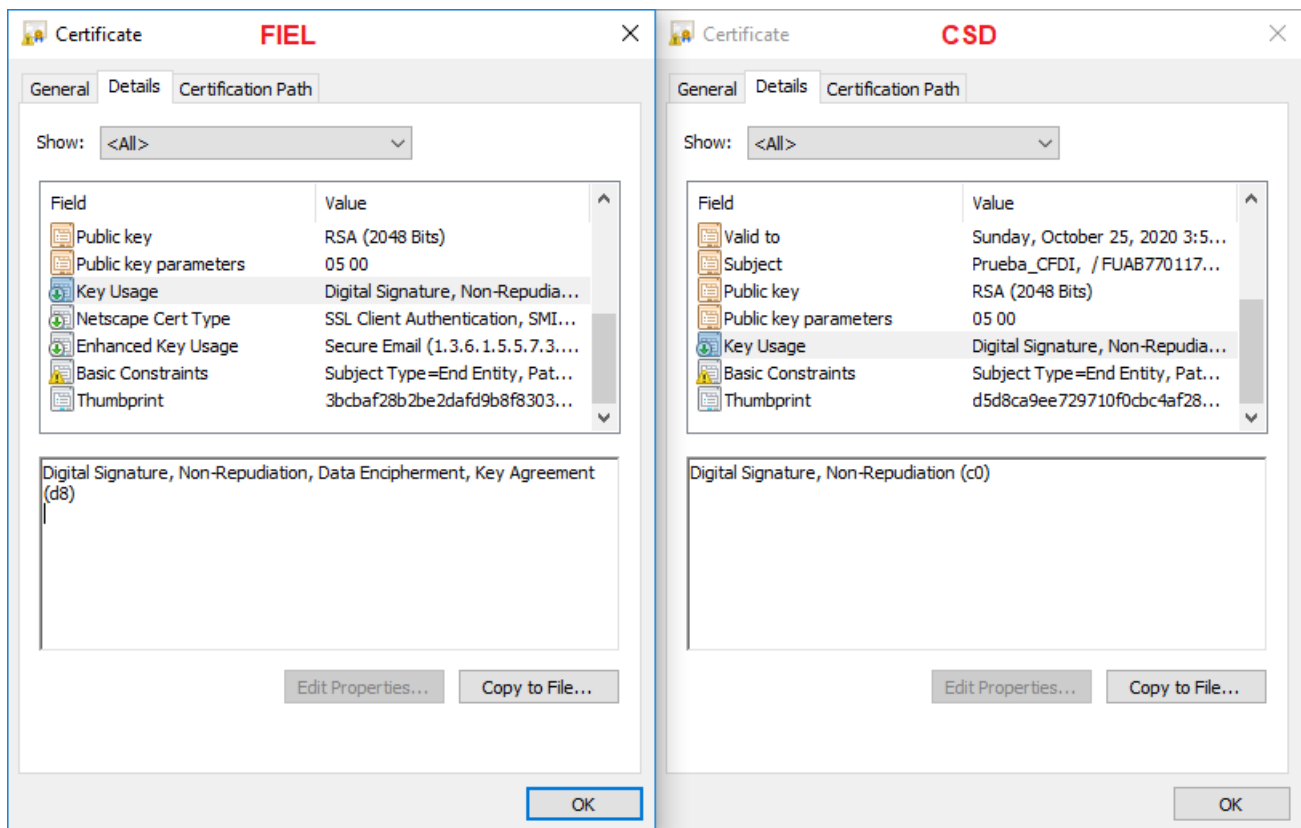 Certificate FIEL
General Details Certification Path
Show: <All>
Field Value
Public key RSA (2048 Bits)
Public key parameters 05 00
Key Usage Digital Signature, Non-Repudia...
Netscape Cert Type SSL Client Authentication, SMI...
Enhanced Key Usage Secure Email (1.3.6.1.5.5.7.3....
Basic Constraints Subject Type=End Entity, Pat...
Thumbprint 3bcbaf28b2be2dafd9b8f8303...
Digital Signature, Non-Repudiation, Data Encipherment, Key Agreement
(d8)
Edit Properties... Copy to File...
OK
Certificate CSD
General Details Certification Path
Show: <All>
Field Value
Valid to Sunday, October 25, 2020 3:5...
Subject Prueba_CFDI, / FUAB770117...
Public key RSA (2048 Bits)
Public key parameters 05 00
Key Usage Digital Signature, Non-Repudia...
Basic Constraints Subject Type=End Entity, Pat...
Thumbprint d5d8ca9ee729710f0cbc4af28...
Digital Signature, Non-Repudiation (c0)
Edit Properties... Copy to File...
OK